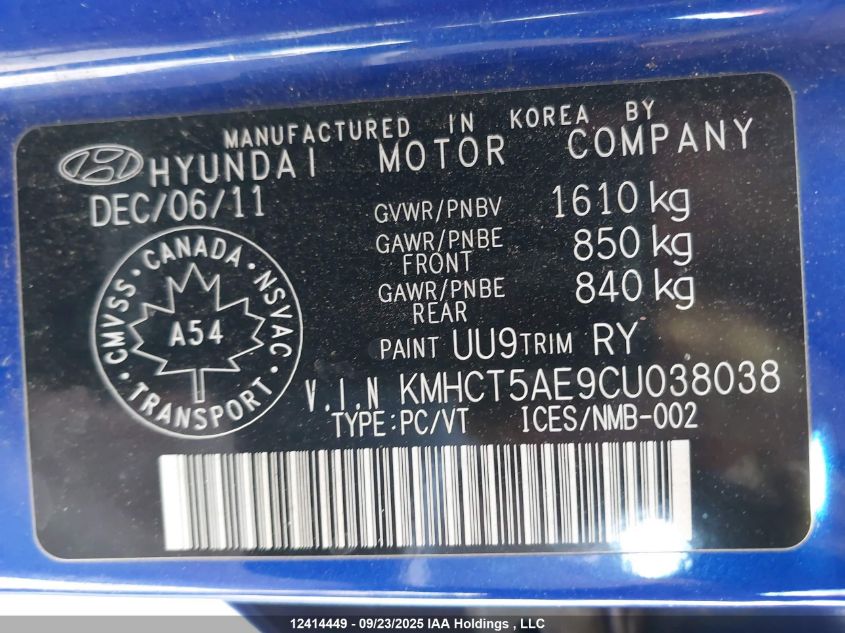 MANUFACTURED IN KOREA BY
HYUNDAI MOTOR COMPANY
DEC/06/11
GVWR/PNBV 1610 kg
GAWR/PNBE FRONT 850 kg
GAWR/PNBE REAR 840 kg
CANADA
CMVSS NSVAC
A54
TRANSPORT
PAINT UU9 TRIM RY
V.I.N KMHCT5AE9CU038038
TYPE:PC/VT ICES/NMB-002
12414449 - 09/23/2025 IAA Holdings , LLC